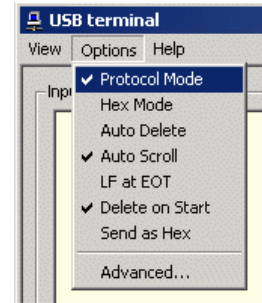 USB terminal
View Options Help
Protocol Mode
Hex Mode
Auto Delete
Auto Scroll
LF at EOT
Delete on Start
Send as Hex
Advanced...